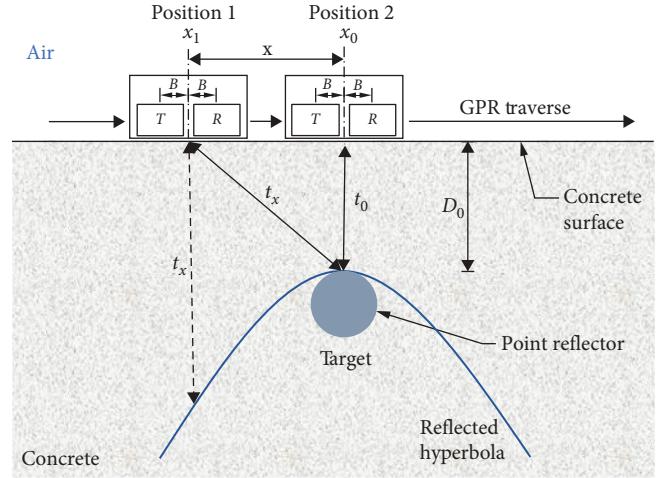 Position 1
Position 2
x₁
x₀
Air
x
B
B
B
B
T
R
T
R
GPR traverse
tₓ
t₀
D₀
Concrete
surface
tₓ
Point reflector
Target
Reflected
hyperbola
Concrete